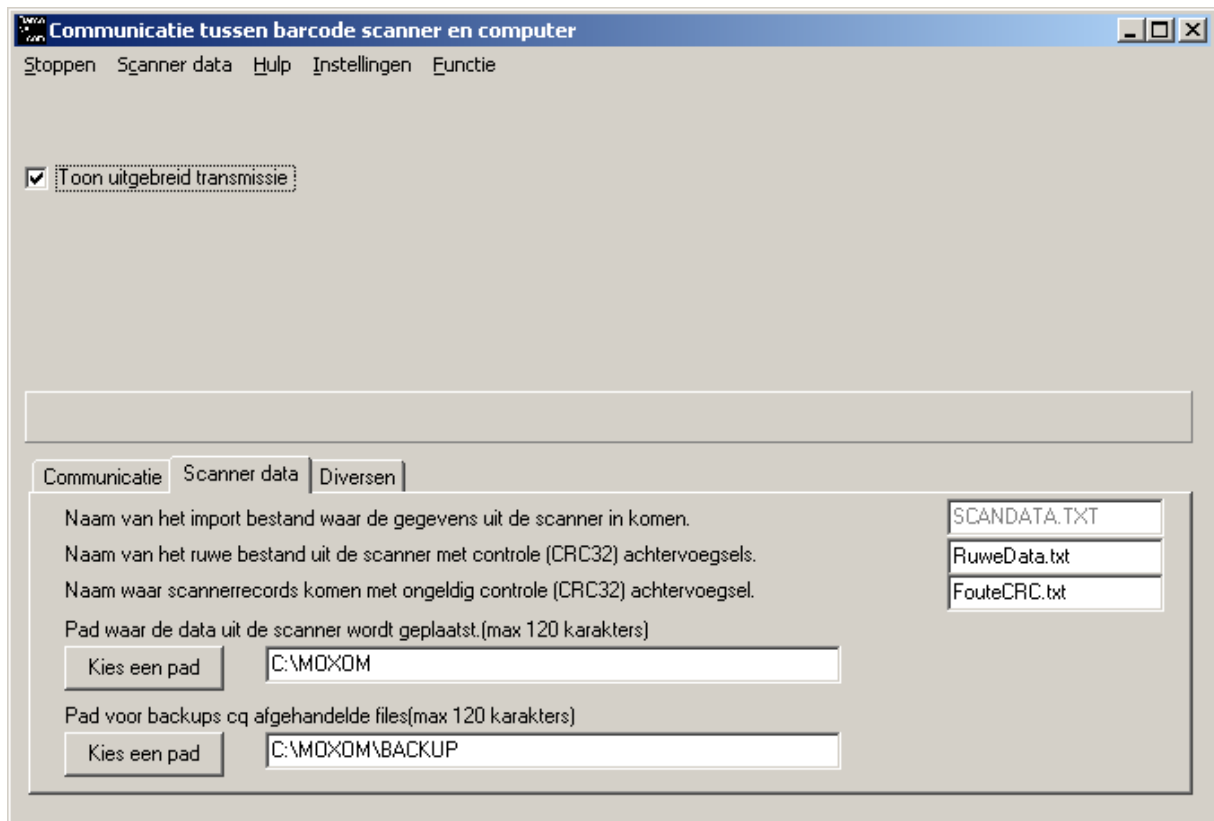 Communicatie tussen barcode scanner en computer
Stoppen Scanner data Hulp Instellingen Functie
Toon uitgebreid transmissie
Communicatie Scanner data Diversen
Naam van het import bestand waar de gegevens uit de scanner in komen. SCANDATA.TXT
Naam van het ruwe bestand uit de scanner met controle (CRC32) achtervoegsels. RuweData.txt
Naam waar scannerrecords komen met ongeldig controle (CRC32) achtervoegsel. FouteCRC.txt
Pad waar de data uit de scanner wordt geplaatst.(max 120 karakters)
Kies een pad C:\MOXOM
Pad voor backups cq afgehandelde files(max 120 karakters)
Kies een pad C:\MOXOM\BACKUP